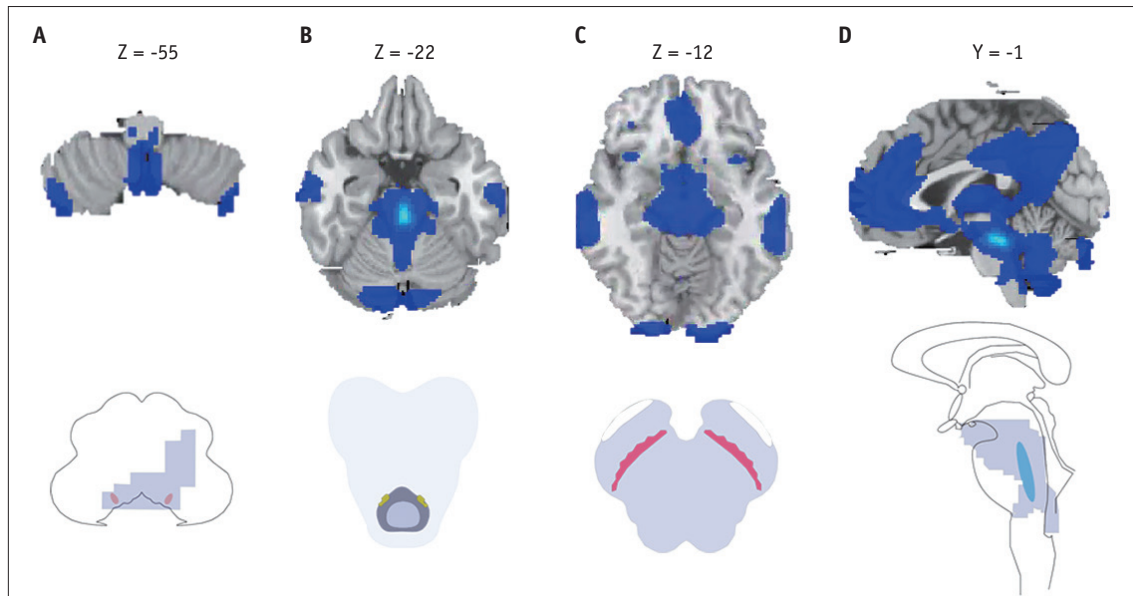 A
Z = -55
B
Z = -22
C
Z = -12
D
Y = -1